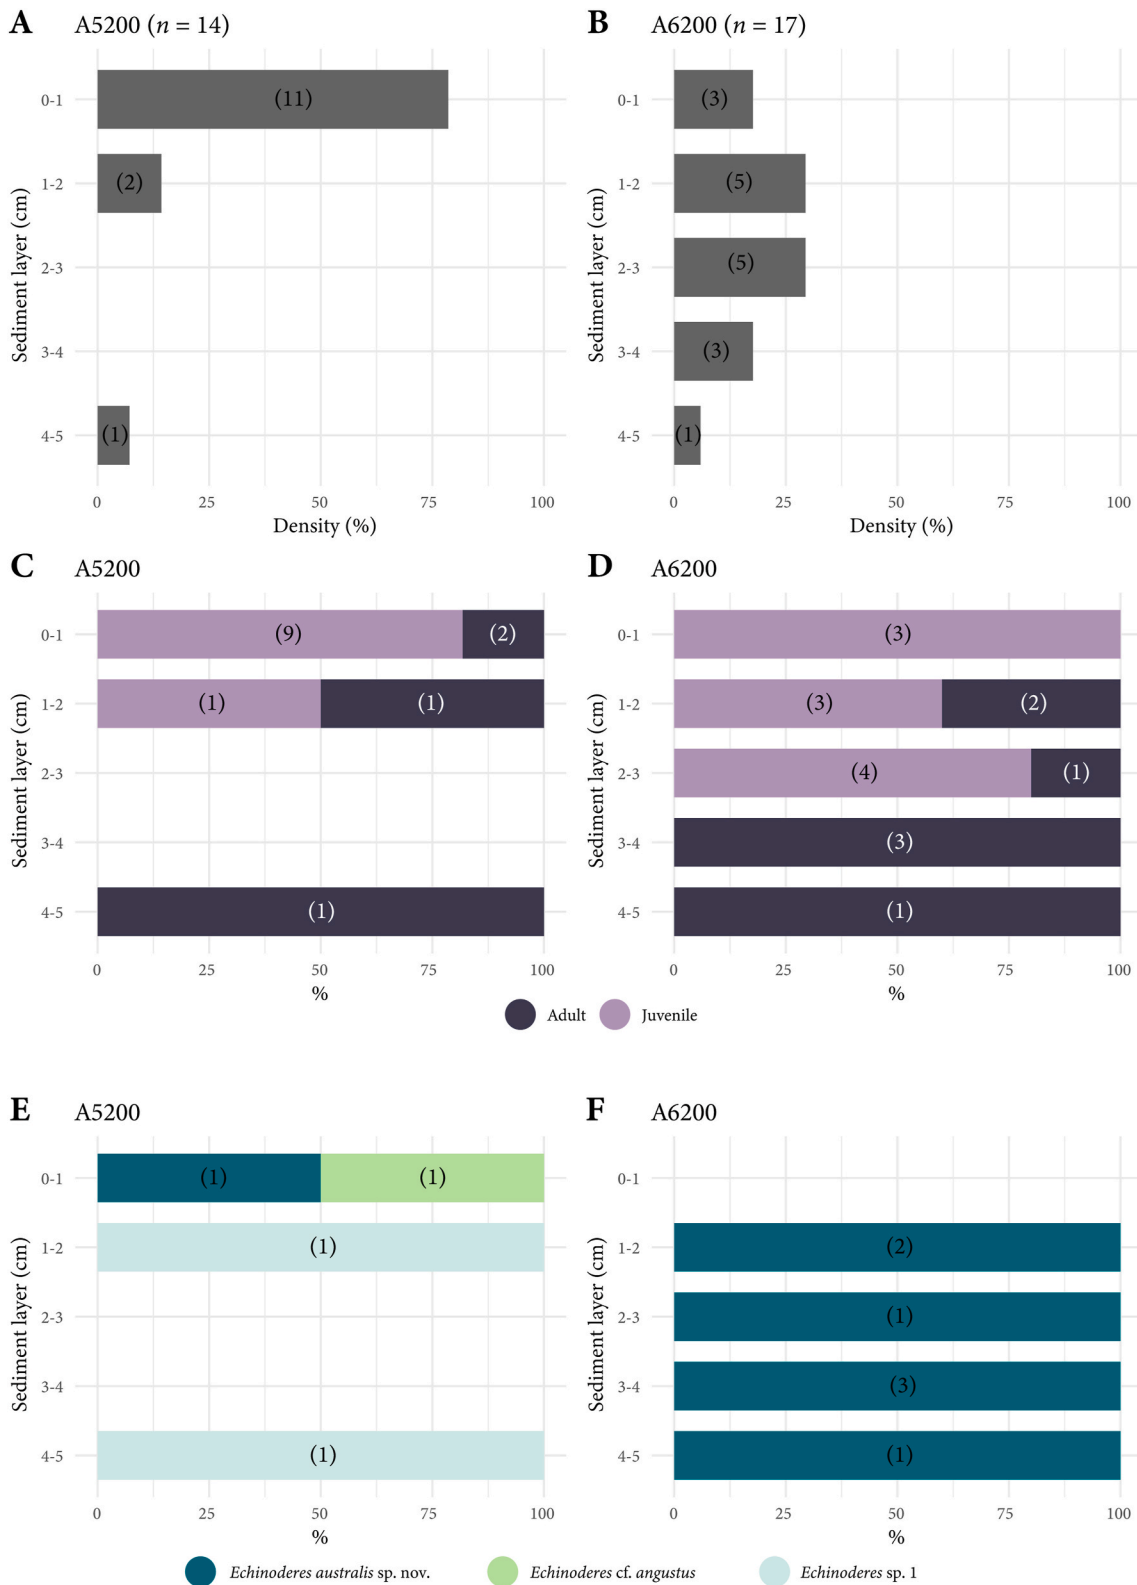 A A5200 (n = 14)
Sediment layer (cm)
0-1 (11)
1-2 (2)
2-3
3-4
4-5 (1)
0 25 50 75 100
Density (%)
B A6200 (n = 17)
Sediment layer (cm)
0-1 (3)
1-2 (5)
2-3 (5)
3-4 (3)
4-5 (1)
0 25 50 75 100
Density (%)
C A5200
Sediment layer (cm)
0-1 (9) (2)
1-2 (1) (1)
2-3
3-4
4-5 (1)
0 25 50 75 100
%
D A6200
Sediment layer (cm)
0-1 (3)
1-2 (3) (2)
2-3 (4) (1)
3-4 (3)
4-5 (1)
0 25 50 75 100
%
Adult Juvenile
E A5200
Sediment layer (cm)
0-1 (1) (1)
1-2 (1)
2-3
3-4
4-5 (1)
0 25 50 75 100
%
F A6200
Sediment layer (cm)
0-1
1-2 (2)
2-3 (1)
3-4 (3)
4-5 (1)
0 25 50 75 100
%
Echinoderes australis sp. nov. Echinoderes cf. angustus Echinoderes sp. 1